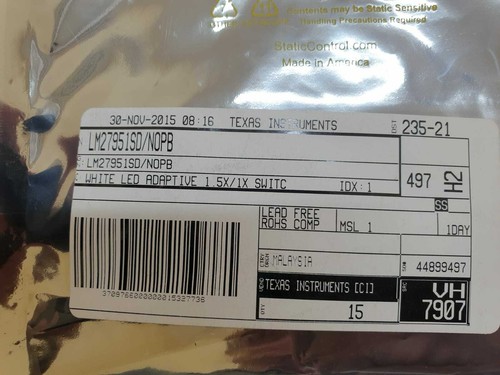 Contents may be Static Sensitive
Handling Precautions Required
StaticControl.com
Made in America
30-NOV-2015 08:16 TEXAS INSTRUMENTS
235-21
LM27951SD/NOPB
LM27951SD/NOPB
WHITE LED ADAPTIVE 1.5X/1X SWITC IDX: 1
497 H2
SS
LEAD FREE
ROHS COMP MSL 1 1DAY
MALAYSIA 44899497
TEXAS INSTRUMENTS [CI] VH
QTY 15 7907
3709766000000015327736